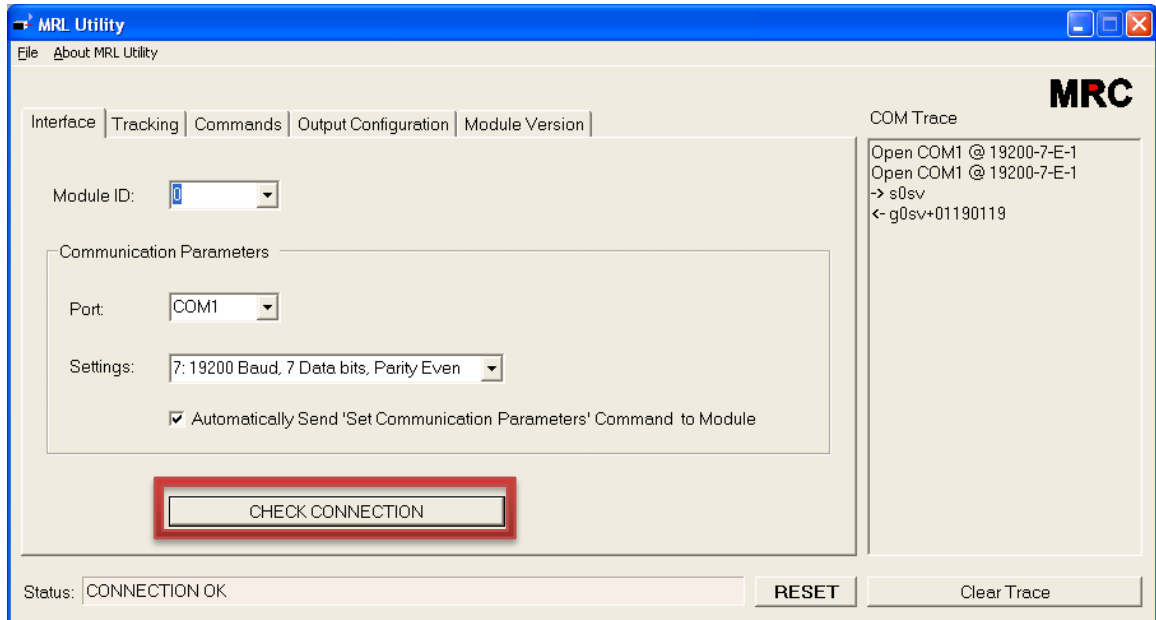 MRL Utility
File About MRL Utility
MRC
Interface Tracking Commands Output Configuration Module Version
COM Trace
Open COM1 @ 19200-7-E-1
Open COM1 @ 19200-7-E-1
-> s0sv
<- g0sv+01190119
Module ID: 0
Communication Parameters
Port: COM1
Settings: 7: 19200 Baud, 7 Data bits, Parity Even
Automatically Send 'Set Communication Parameters' Command to Module
CHECK CONNECTION
Status: CONNECTION OK
RESET
Clear Trace